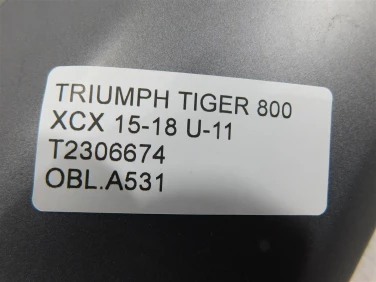 TRIUMPH TIGER 800
XCX 15-18 U-11
T2306674
OBL.A531